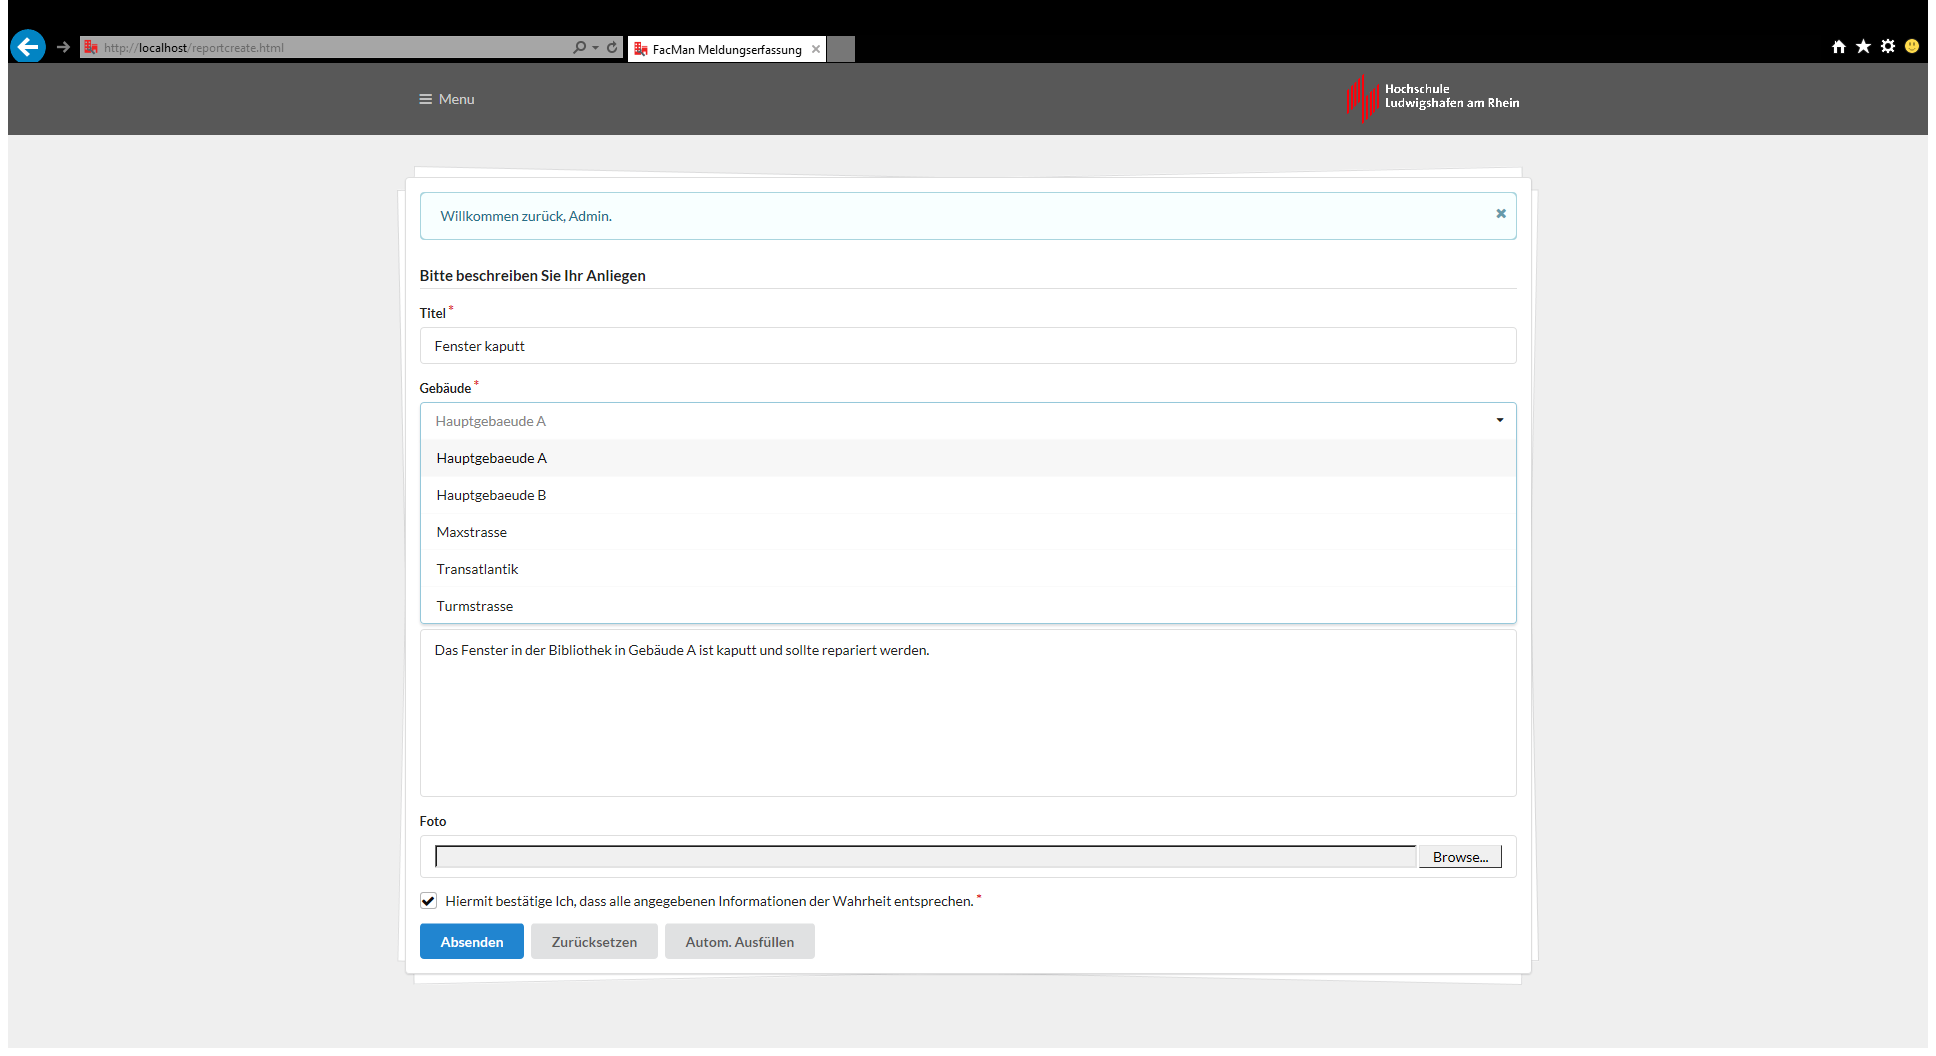 http://localhost/reportcreate.html
FacMan Meldungserfassung
Menu
Hochschule
Ludwigshafen am Rhein
Willkommen zurück, Admin.
Bitte beschreiben Sie Ihr Anliegen
Titel *
Fenster kaputt
Gebäude *
Hauptgebaeude A
Hauptgebaeude A
Hauptgebaeude B
Maxstrasse
Transatlantik
Turmstrasse
Das Fenster in der Bibliothek in Gebäude A ist kaputt und sollte repariert werden.
Foto
Browse...
Hiermit bestätige Ich, dass alle angegebenen Informationen der Wahrheit entsprechen. *
Absenden Zurücksetzen Autom. Ausfüllen